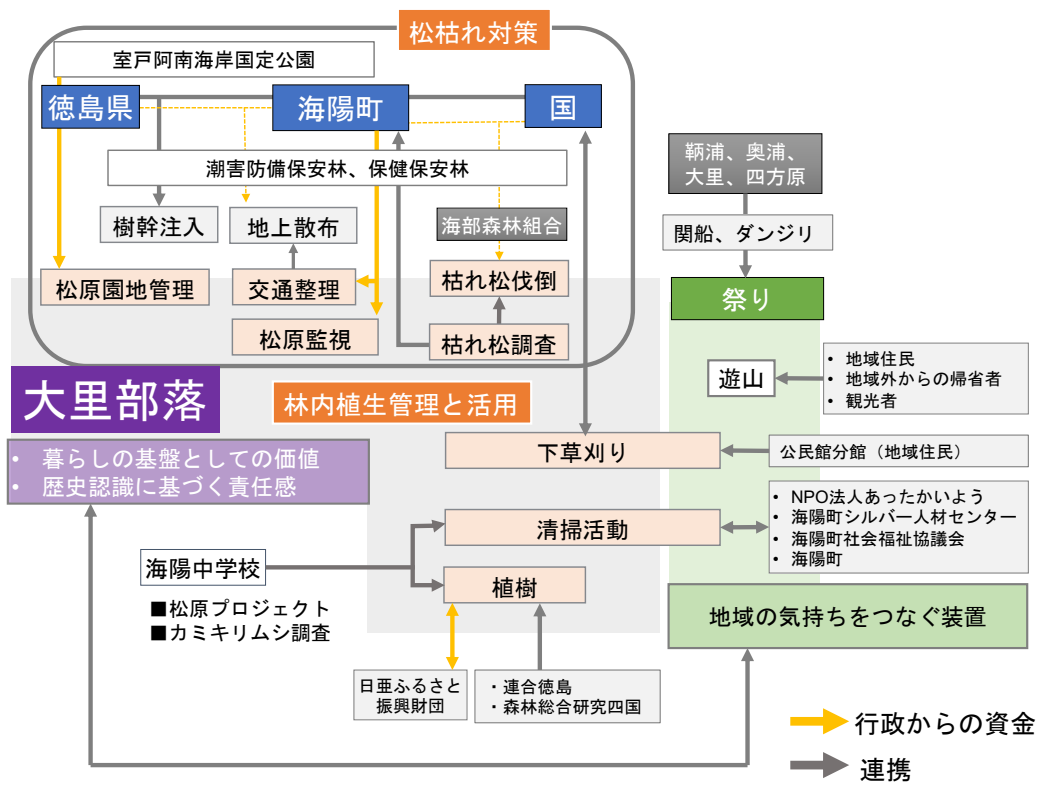 松枯れ対策
室戸阿南海岸国定公園
徳島県
海陽町
国
潮害防備保安林、保健保安林
樹幹注入
地上散布
海部森林組合
松原園地管理
交通整理
枯れ松伐倒
松原監視
枯れ松調査
鞆浦、奥浦、
大里、四方原
関船、ダンジリ
祭り
遊山
• 地域住民
• 地域外からの帰省者
• 観光者
大里部落
林内植生管理と活用
• 暮らしの基盤としての価値
• 歴史認識に基づく責任感
下草刈り
公民館分館（地域住民）
清掃活動
• NPO法人あったかいよう
• 海陽町シルバー人材センター
• 海陽町社会福祉協議会
• 海陽町
海陽中学校
植樹
■松原プロジェクト
■カミキリムシ調査
地域の気持ちをつなぐ装置
日亜ふるさと
振興財団
・連合徳島
・森林総合研究四国
行政からの資金
連携